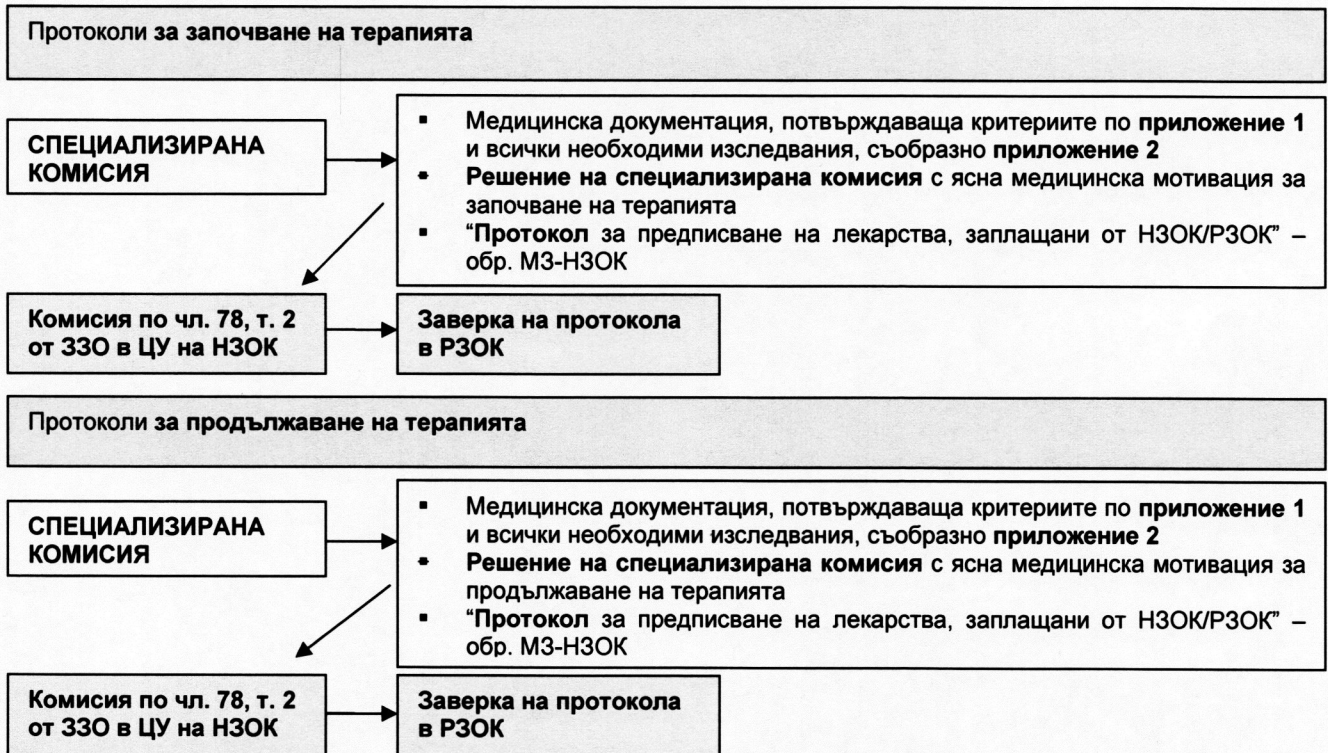 Протоколи за започване на терапията
СПЕЦИАЛИЗИРАНА
КОМИСИЯ
▪ Медицинска документация, потвърждаваща критериите по приложение 1
и всички необходими изследвания, съобразно приложение 2
▪ Решение на специализирана комисия с ясна медицинска мотивация за
започване на терапията
▪ “Протокол за предписване на лекарства, заплащани от НЗОК/РЗОК” –
обр. МЗ-НЗОК
Комисия по чл. 78, т. 2
от ЗЗО в ЦУ на НЗОК
Заверка на протокола
в РЗОК
Протоколи за продължаване на терапията
СПЕЦИАЛИЗИРАНА
КОМИСИЯ
▪ Медицинска документация, потвърждаваща критериите по приложение 1
и всички необходими изследвания, съобразно приложение 2
▪ Решение на специализирана комисия с ясна медицинска мотивация за
продължаване на терапията
▪ “Протокол за предписване на лекарства, заплащани от НЗОК/РЗОК” –
обр. МЗ-НЗОК
Комисия по чл. 78, т. 2
от ЗЗО в ЦУ на НЗОК
Заверка на протокола
в РЗОК